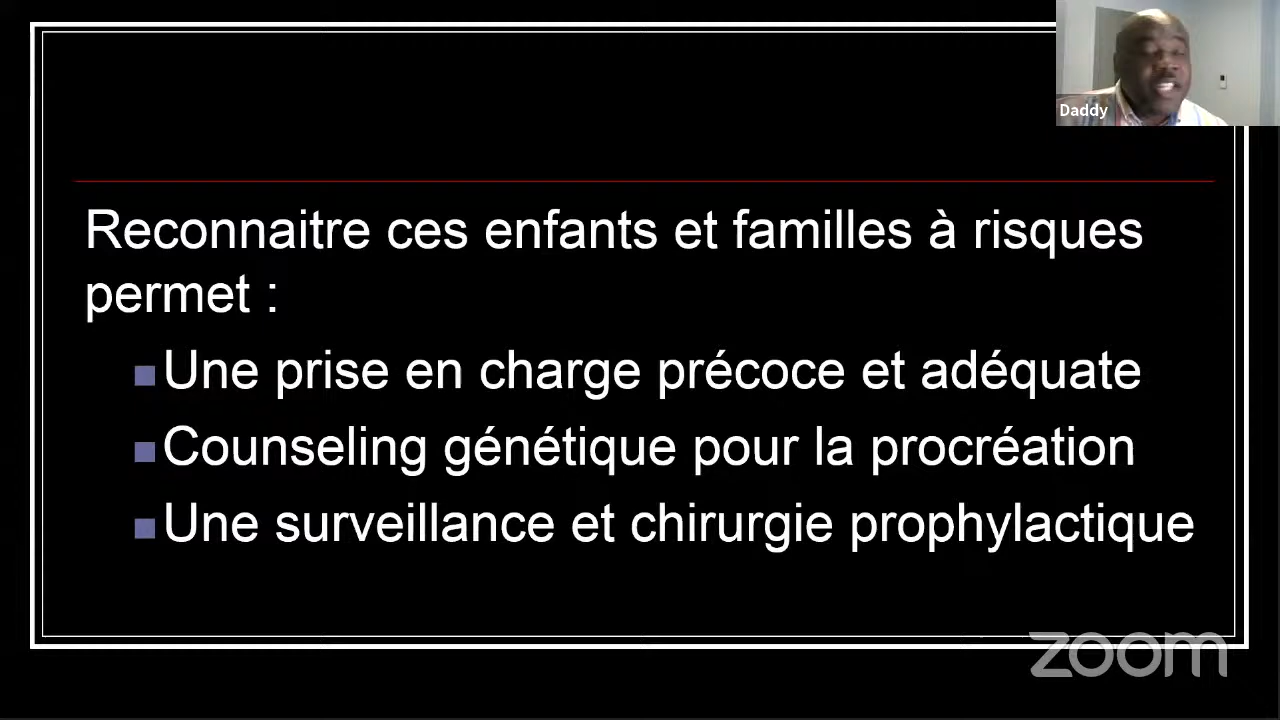 Daddy
Reconnaitre ces enfants et familles à risques
permet :
Une prise en charge précoce et adéquate
Counseling génétique pour la procréation
Une surveillance et chirurgie prophylactique
zoom